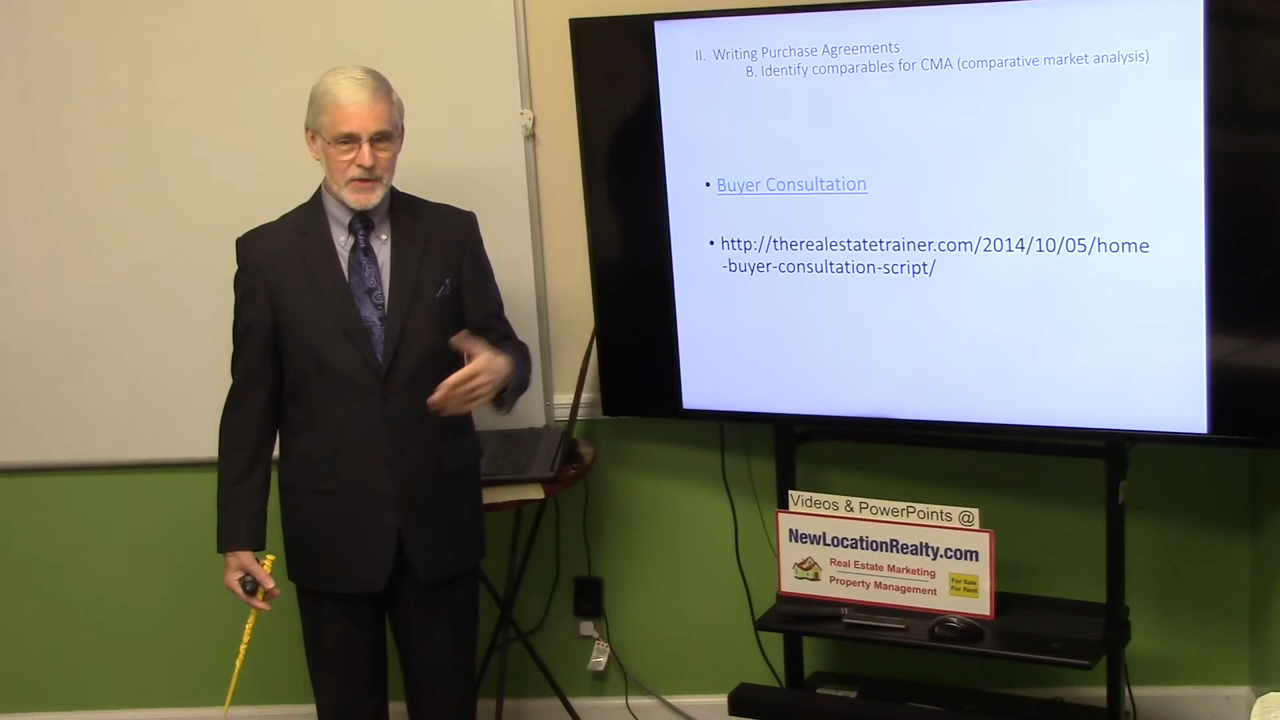 II. Writing Purchase Agreements
B. Identify comparables for CMA (comparative market analysis)
• Buyer Consultation
• http://therealestatetrainer.com/2014/10/05/home
-buyer-consultation-script/
Videos & PowerPoints @
NewLocationRealty.com
Real Estate Marketing
Property Management
For Sale
For Rent